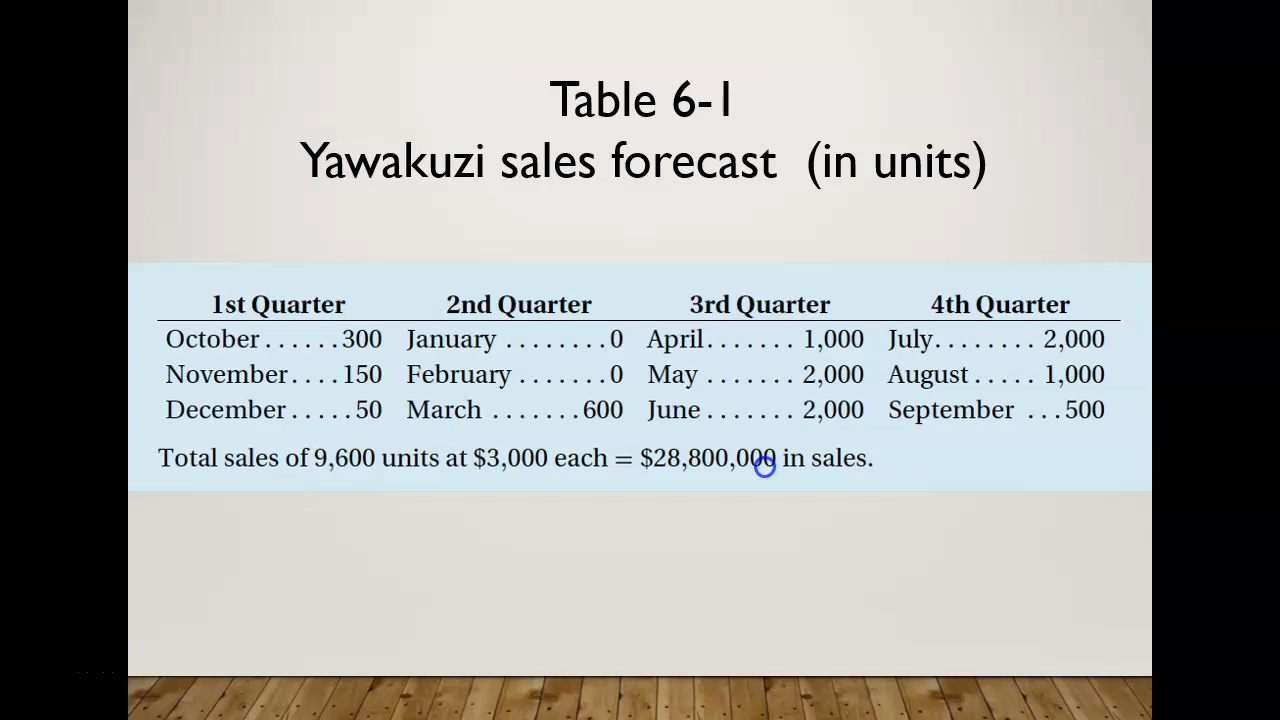 Table 6-1
Yawakuzi sales forecast (in units)
1st Quarter 2nd Quarter 3rd Quarter 4th Quarter
October ......300 January ........0 April....... 1,000 July........ 2,000
November....150 February .......0 May ....... 2,000 August ..... 1,000
December .....50 March .......600 June ....... 2,000 September ...500
Total sales of 9,600 units at $3,000 each = $28,800,000 in sales.